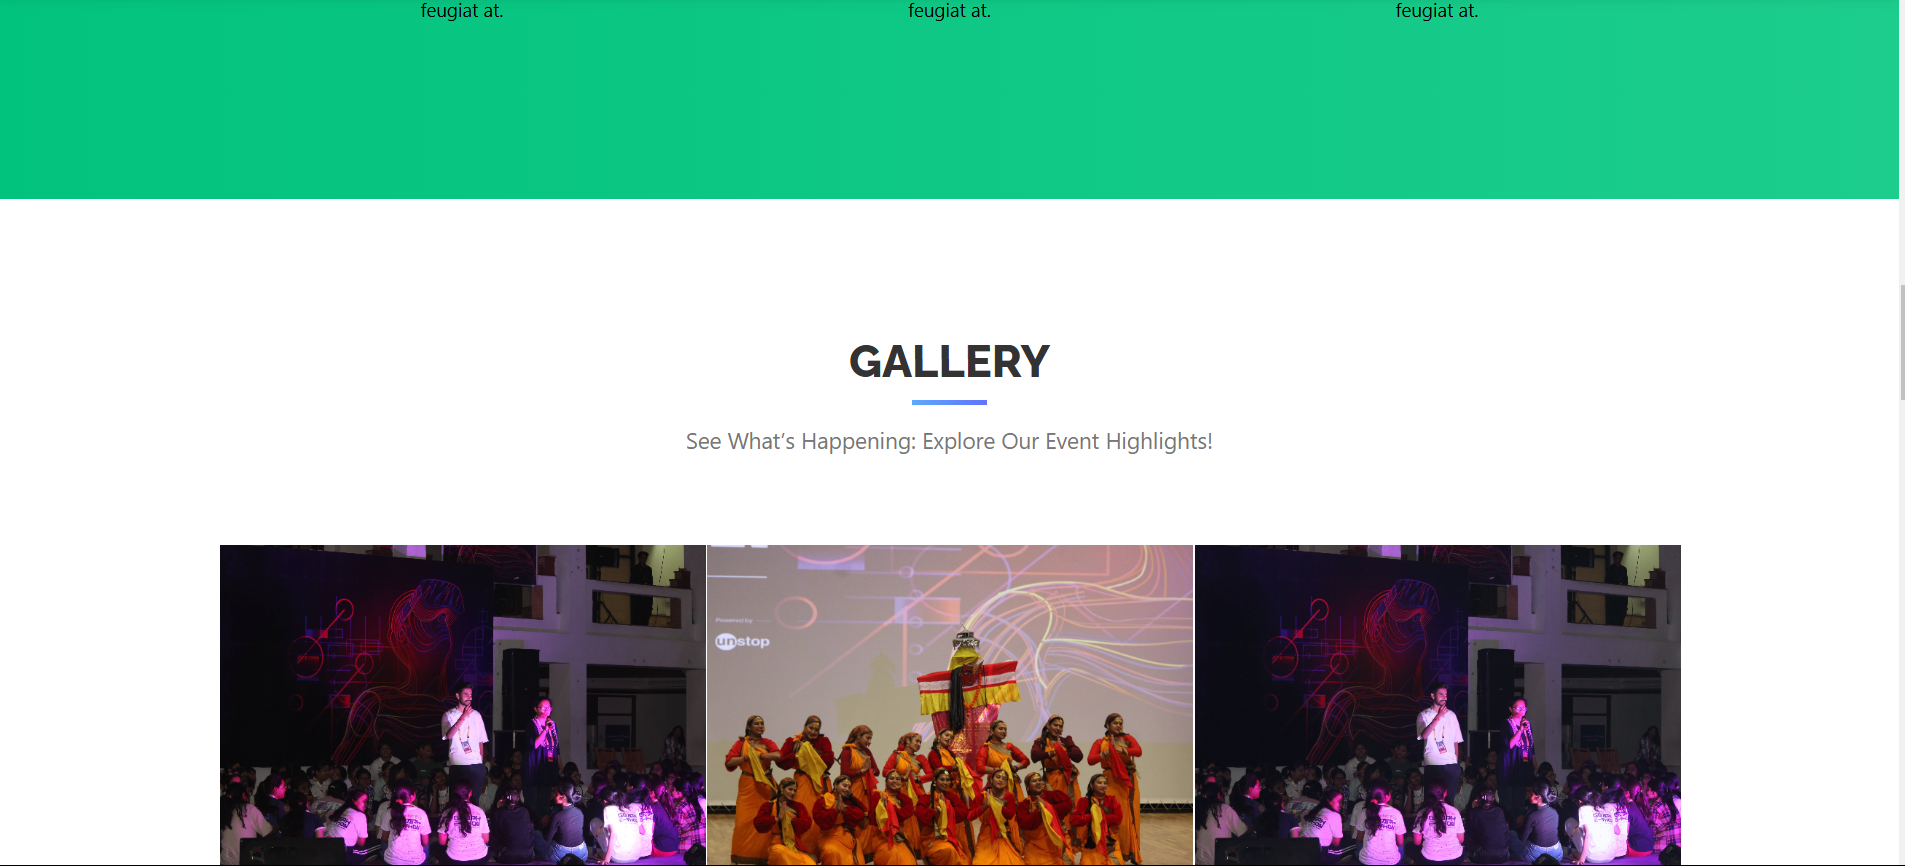 feugiat at. feugiat at. feugiat at.
GALLERY
See What’s Happening: Explore Our Event Highlights!
Powered by
unstop